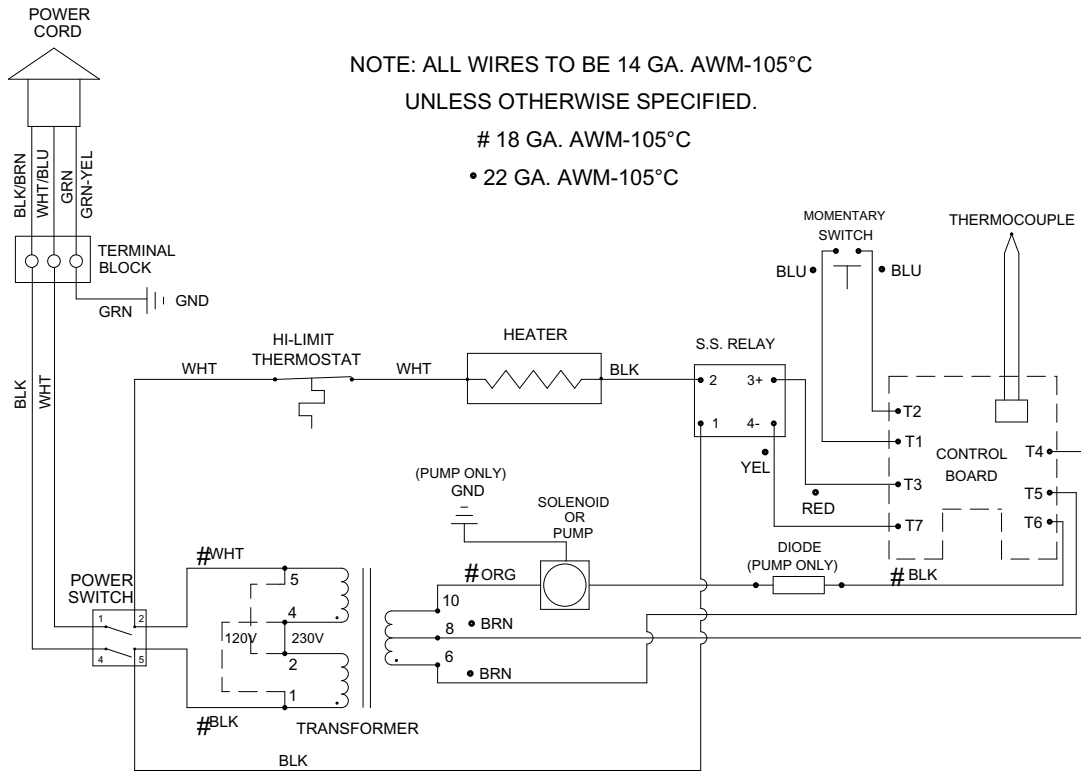 POWER
CORD
NOTE: ALL WIRES TO BE 14 GA. AWM-105°C
UNLESS OTHERWISE SPECIFIED.
# 18 GA. AWM-105°C
• 22 GA. AWM-105°C
BLK/BRN
WHT/BLU
GRN
GRN-YEL
TERMINAL
BLOCK
GRN
GND
BLK
WHT
MOMENTARY
SWITCH
BLU
BLU
THERMOCOUPLE
WHT
HI-LIMIT
THERMOSTAT
WHT
HEATER
BLK
S.S. RELAY
2
3+
1
4-
YEL
RED
T2
T1
T3
T7
CONTROL
BOARD
T4
T5
T6
(PUMP ONLY)
GND
SOLENOID
OR
PUMP
DIODE
(PUMP ONLY)
#BLK
POWER
SWITCH
1
2
4
5
#WHT
5
4
120V
230V
2
1
#BLK
TRANSFORMER
#ORG
10
• BRN
8
6
• BRN
BLK